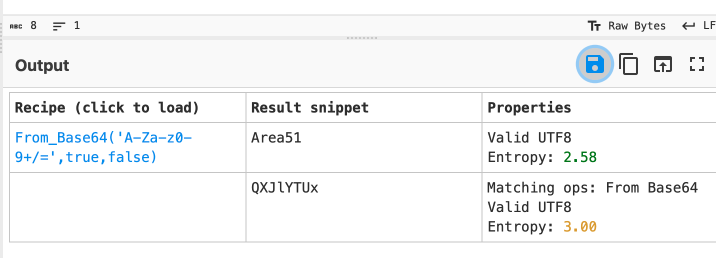 ABC 8 1 Tт Raw Bytes ← LF
Output
Recipe (click to load) Result snippet Properties
From_Base64('A-Za-z0- Area51 Valid UTF8
9+/=',true,false) Entropy: 2.58
QXJlYTUx Matching ops: From Base64
Valid UTF8
Entropy: 3.00